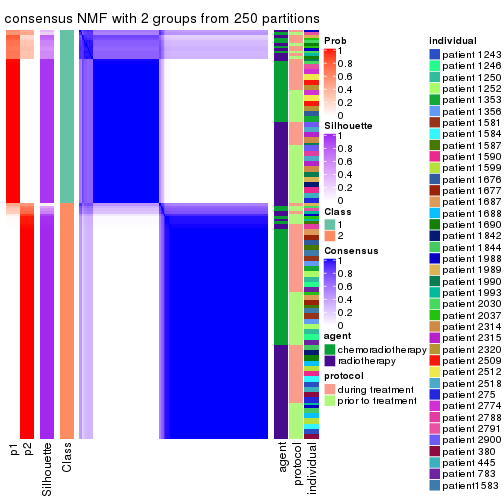 consensus NMF with 2 groups from 250 partitions
Prob
1
0.8
0.6
0.4
0.2
0
Silhouette
1
0.8
0.6
0.4
0.2
0
Class
1
2
Consensus
1
0.8
0.6
0.4
0.2
0
agent
chemoradiotherapy
radiotherapy
protocol
during treatment
prior to treatment
individual
patient 1243
patient 1246
patient 1250
patient 1252
patient 1353
patient 1356
patient 1581
patient 1584
patient 1587
patient 1590
patient 1599
patient 1676
patient 1677
patient 1687
patient 1688
patient 1690
patient 1842
patient 1844
patient 1988
patient 1989
patient 1990
patient 1993
patient 2030
patient 2037
patient 2314
patient 2315
patient 2320
patient 2509
patient 2512
patient 2518
patient 275
patient 2774
patient 2788
patient 2791
patient 2900
patient 380
patient 445
patient 783
patient1583
p1
p2
Silhouette
Class
agent
protocol
individual